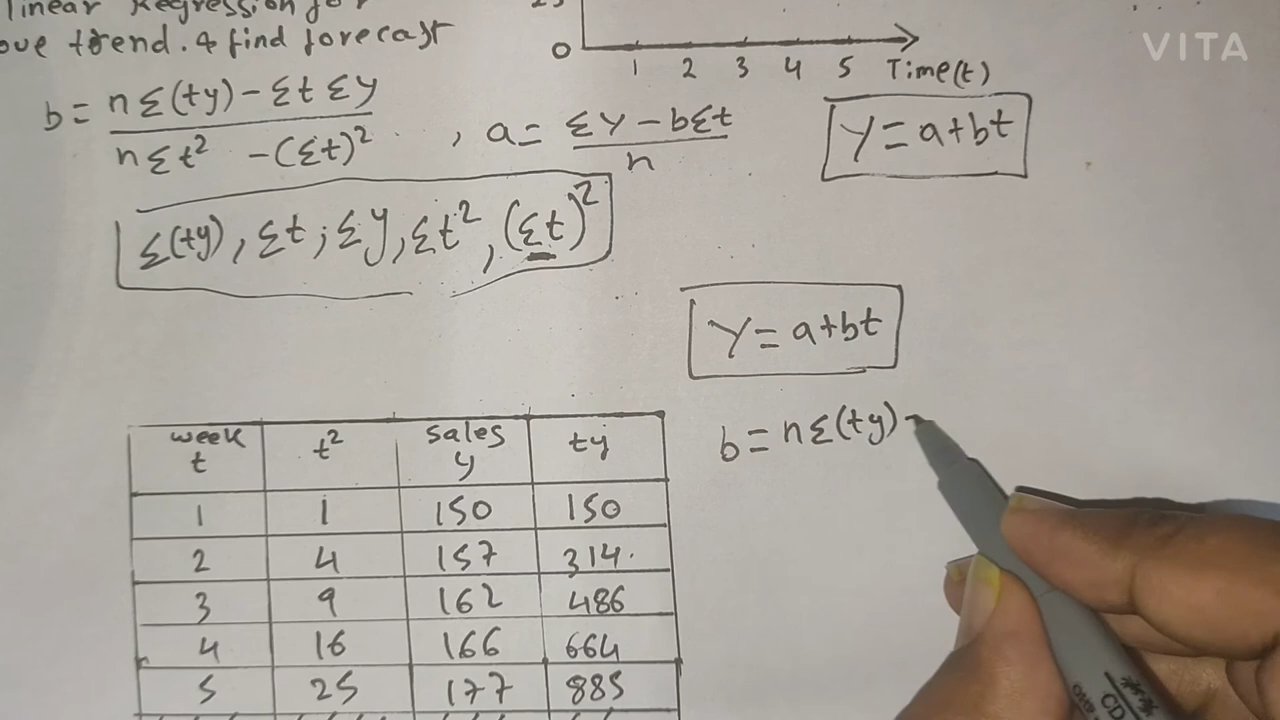 linear Regression for
ove trend. & find forecast
0
1 2 3 4 5 Time(t)
VITA
b = nΣ(ty) - Σt Σy / nΣt² - (Σt)² , a = Σy - bΣt / n
Y = a+bt
Σ(ty), Σt, Σy, Σt², (Σt)²
Y = a+bt
b = nΣ(ty) -
week t | t² | sales y | ty
1 | 1 | 150 | 150
2 | 4 | 157 | 314.
3 | 9 | 162 | 486
4 | 16 | 166 | 664
5 | 25 | 177 | 885
CD